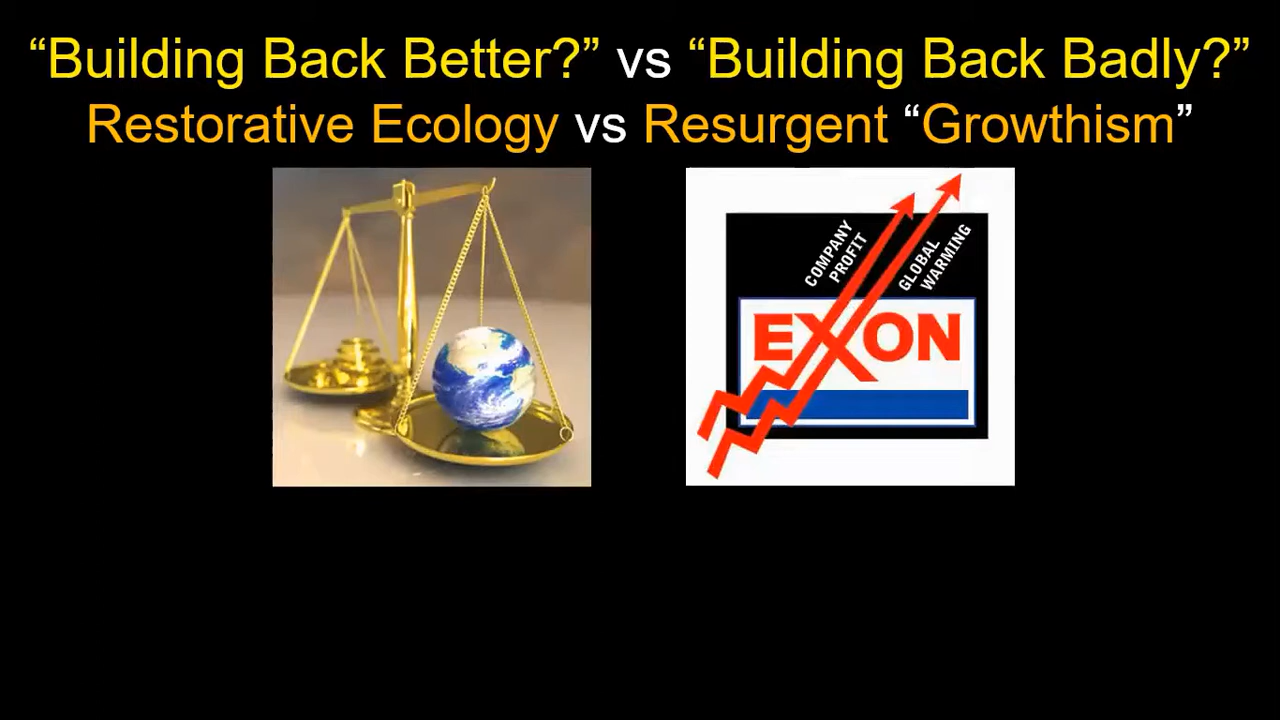 “Building Back Better?” vs “Building Back Badly?”
Restorative Ecology vs Resurgent “Growthism”
COMPANY
PROFIT
GLOBAL
WARMING
EXXON